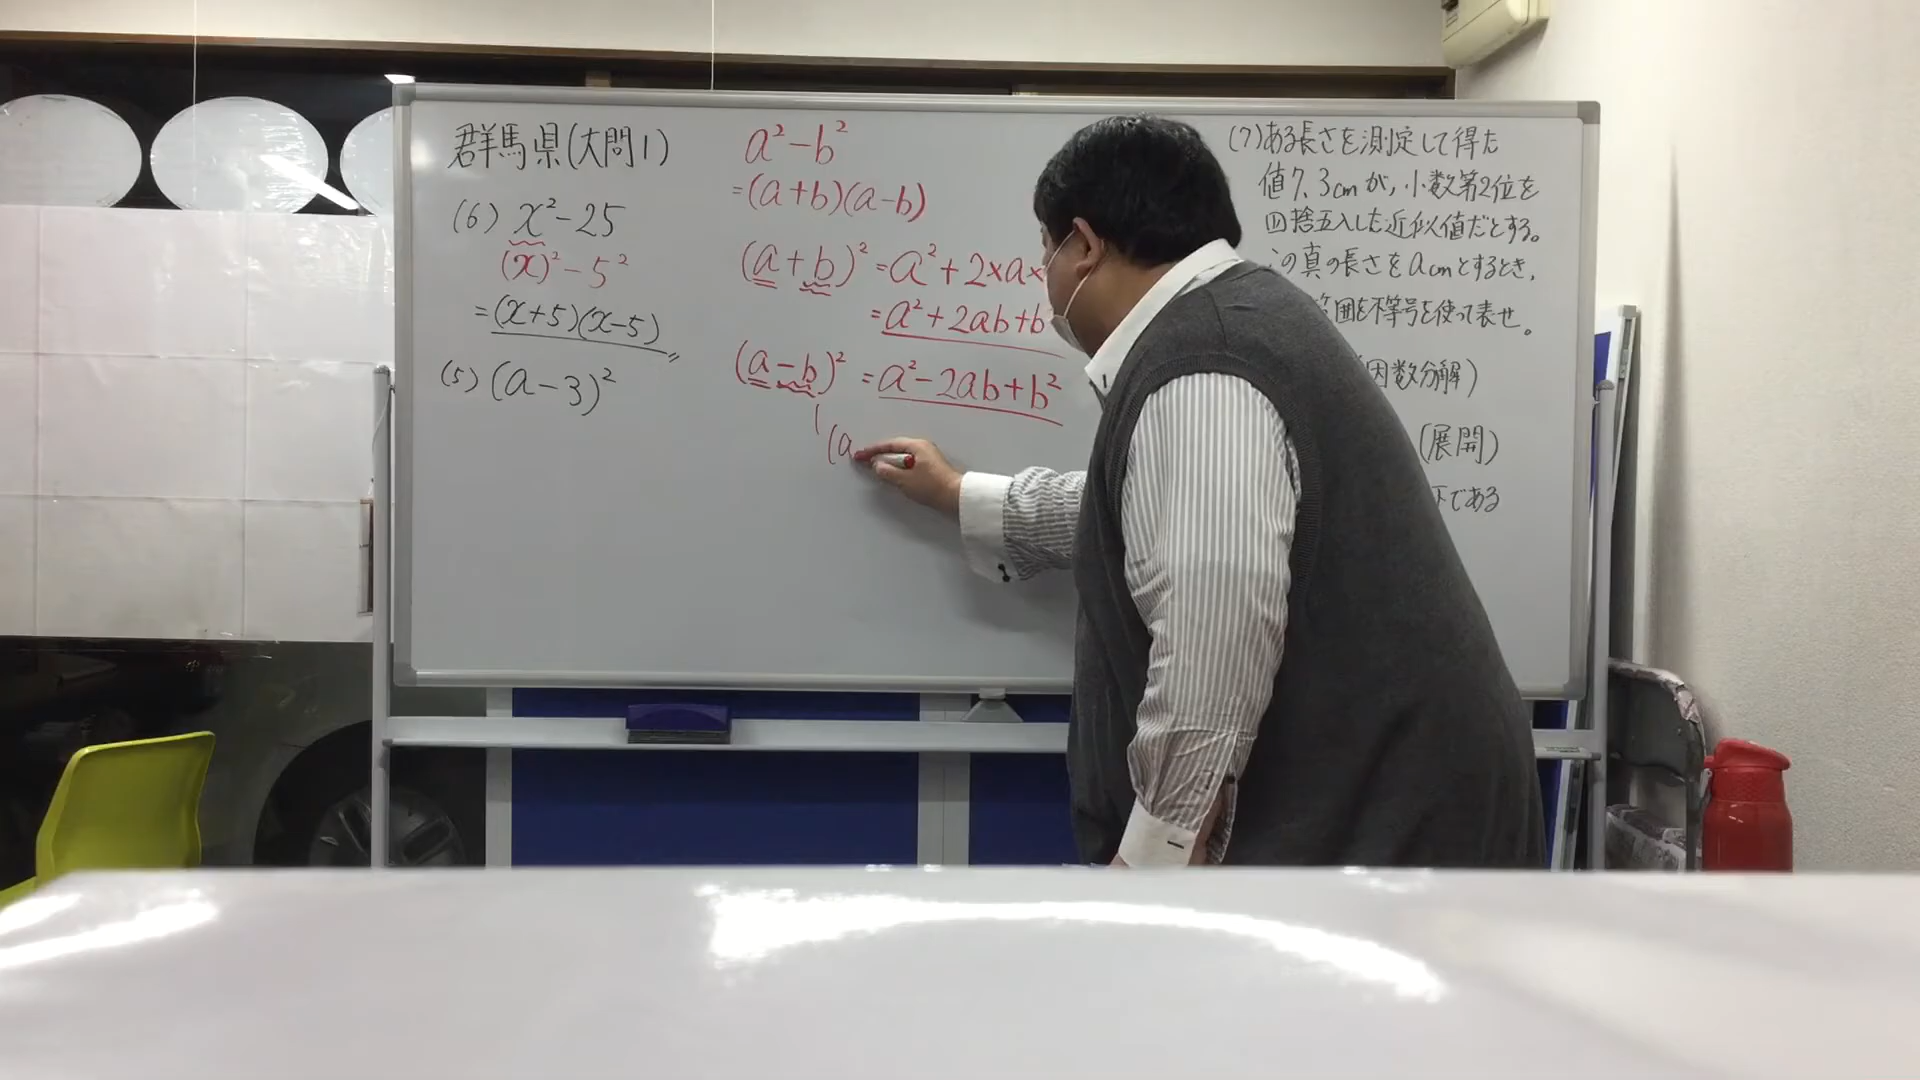 群馬県(大問1)
(6) x²-25
(x)²-5²
=(x+5)(x-5)
(5) (a-3)²
a²-b²
=(a+b)(a-b)
(a+b)²=a²+2×a×
=a²+2ab+b²
(a-b)²=a²-2ab+b²
(a
(7)ある長さを測定して得た
値7.3cmが,小数第2位を
四捨五入した近似値だとする。
この真の長さをacmとするとき,
範囲を不等号を使って表せ。
因数分解)
(展開)
下である